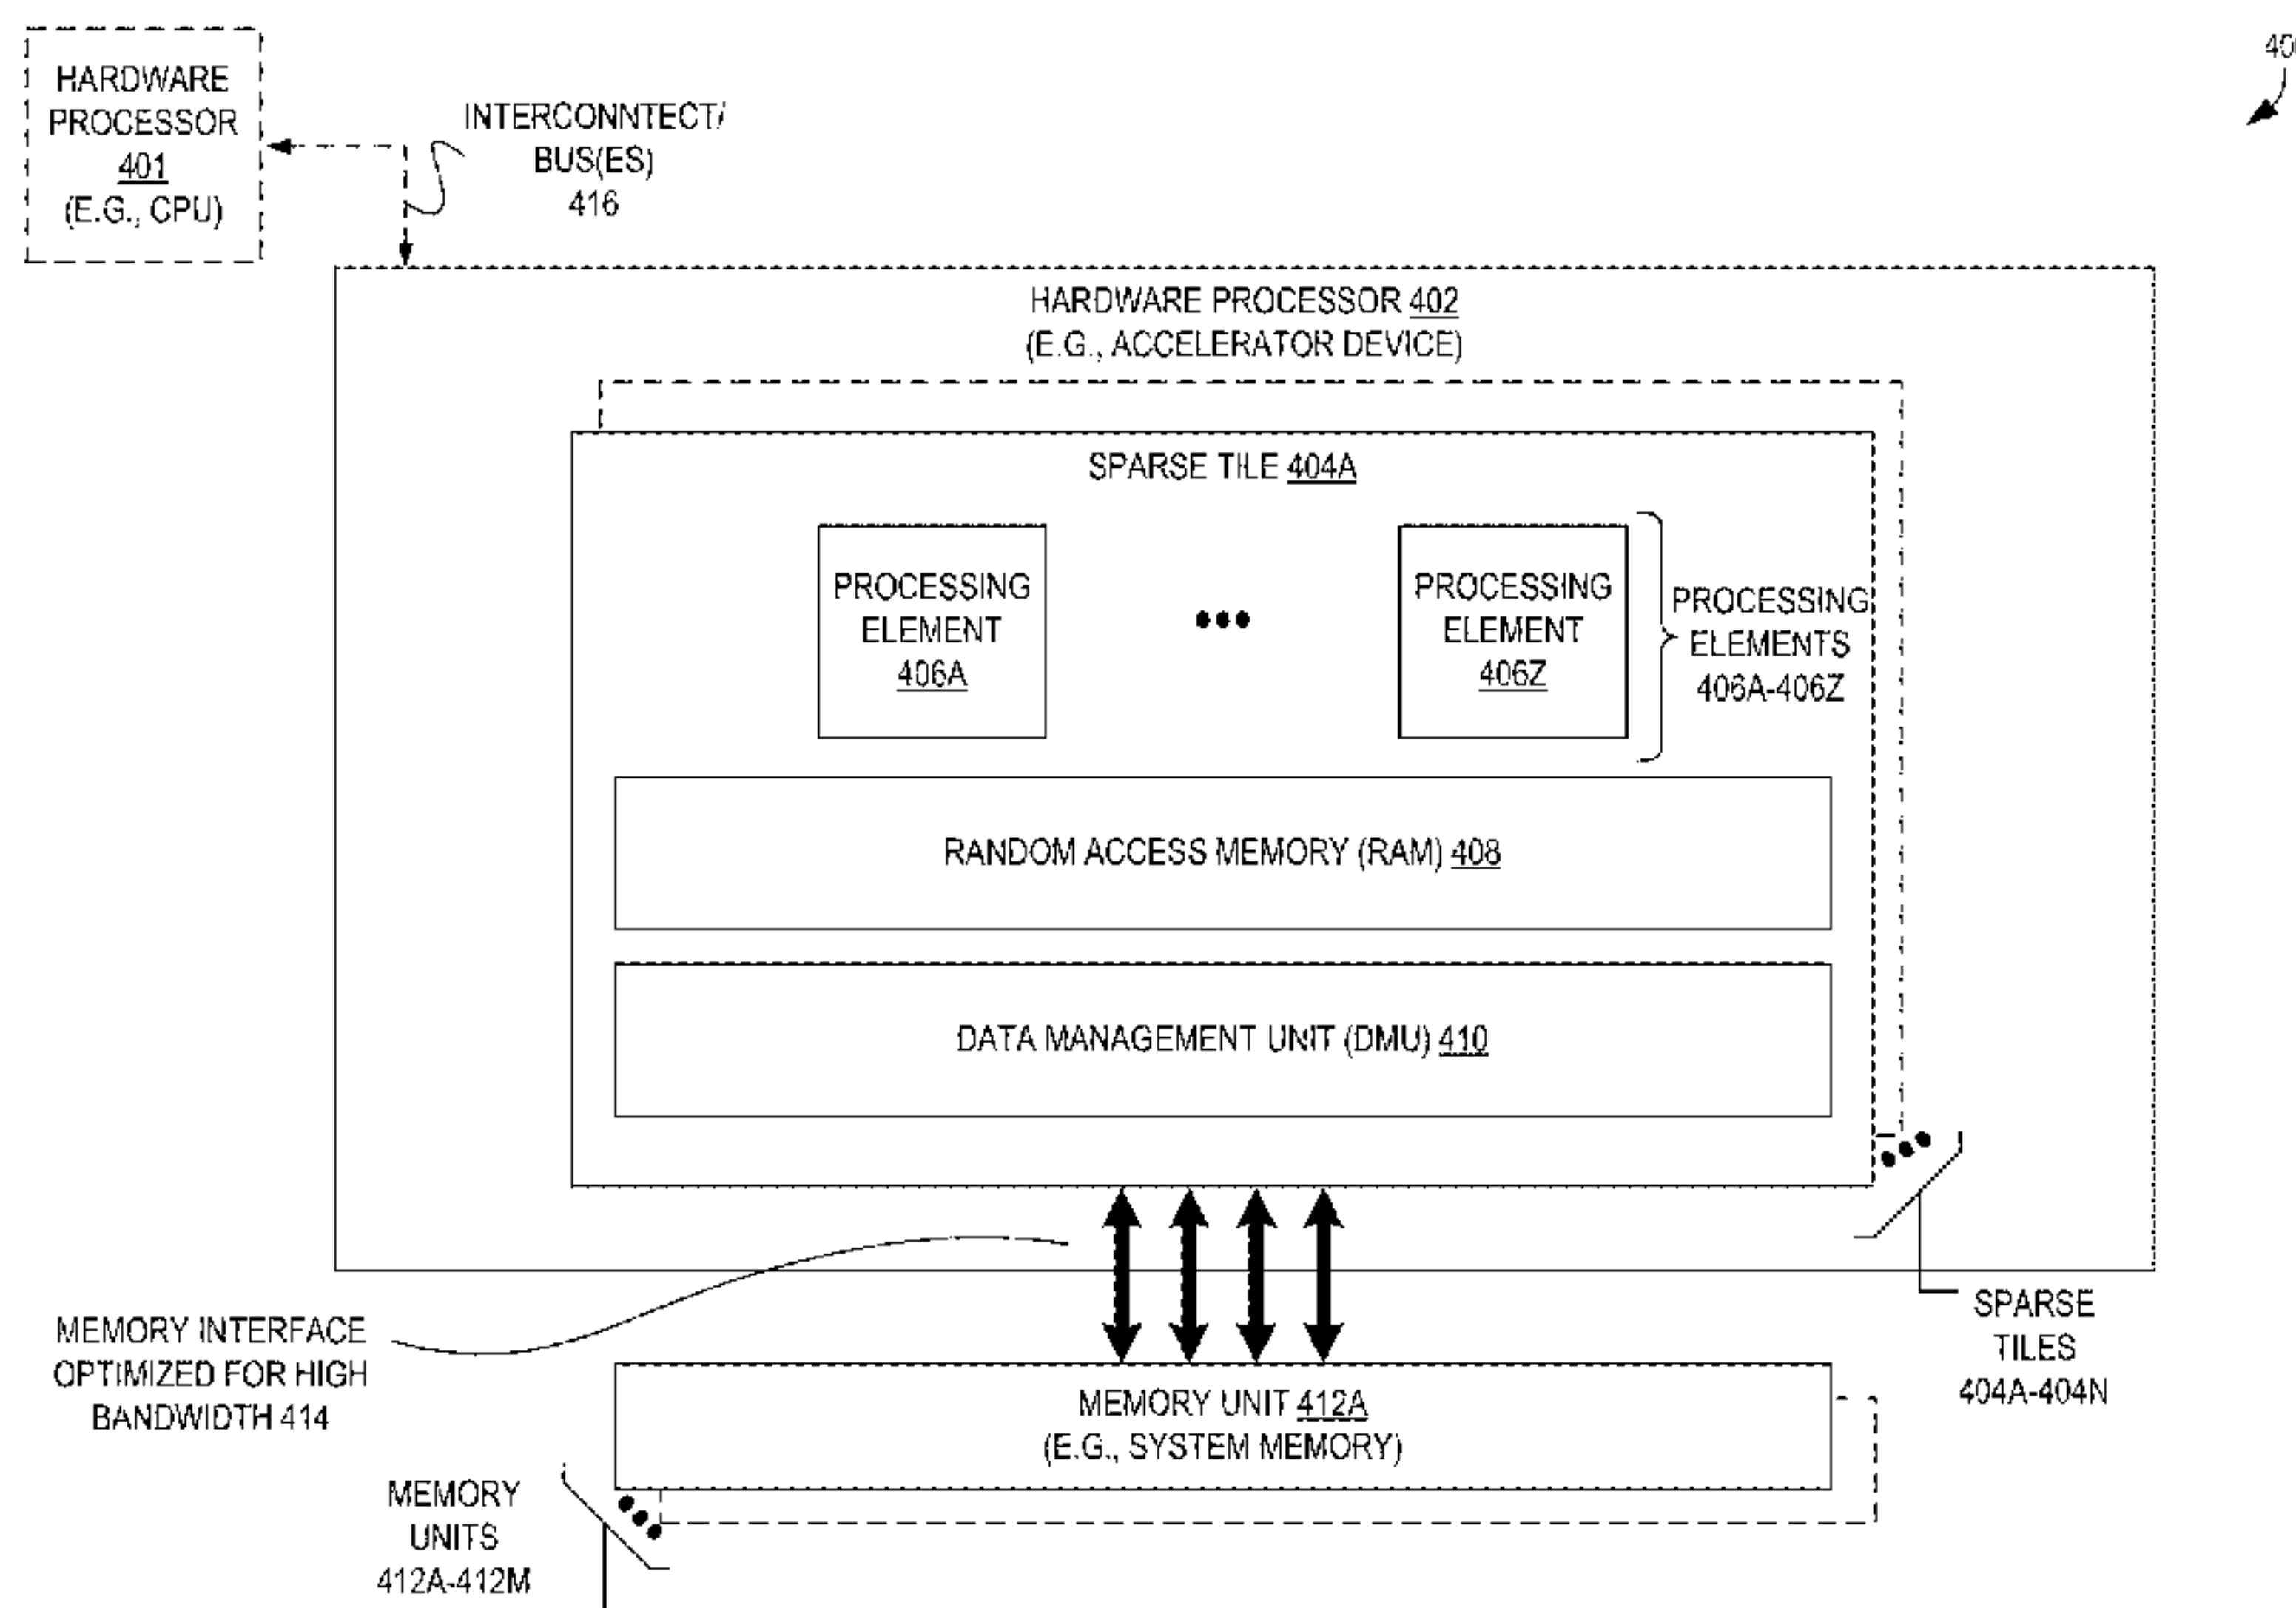 40
HARDWARE
PROCESSOR
401
(E.G., CPU)
INTERCONNTECT/
BUS(ES)
416
HARDWARE PROCESSOR 402
(E.G., ACCELERATOR DEVICE)
SPARSE TILE 404A
PROCESSING
ELEMENT
406A
PROCESSING
ELEMENT
406Z
PROCESSING
ELEMENTS
406A-406Z
RANDOM ACCESS MEMORY (RAM) 408
DATA MANAGEMENT UNIT (DMU) 410
MEMORY INTERFACE
OPTIMIZED FOR HIGH
BANDWIDTH 414
SPARSE
TILES
404A-404N
MEMORY UNIT 412A
(E.G., SYSTEM MEMORY)
MEMORY
UNITS
412A-412M